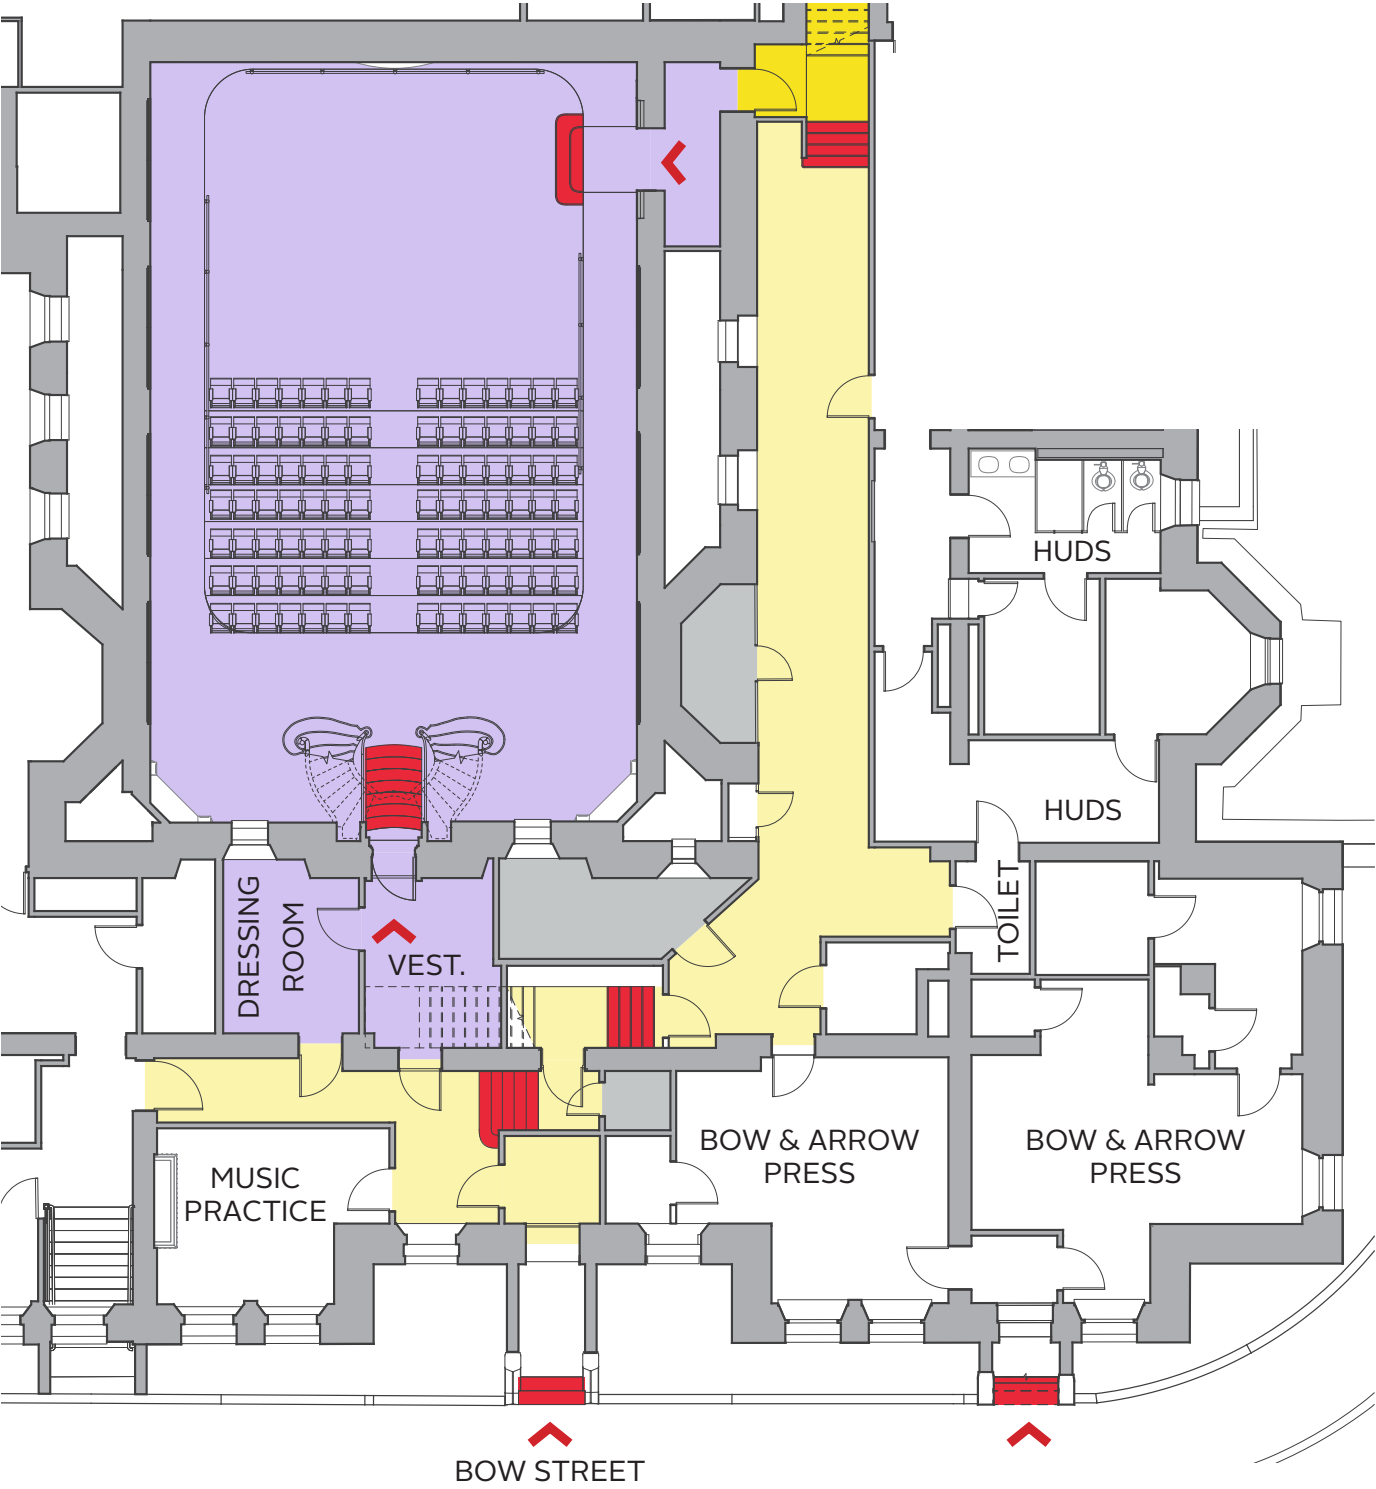 HUDS
HUDS
DRESSING
ROOM
VEST.
TOILET
BOW & ARROW
PRESS
BOW & ARROW
PRESS
MUSIC
PRACTICE
BOW STREET